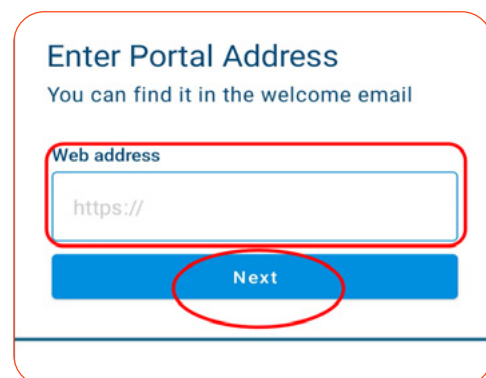 Enter Portal Address
You can find it in the welcome email
Web address
https://
Next